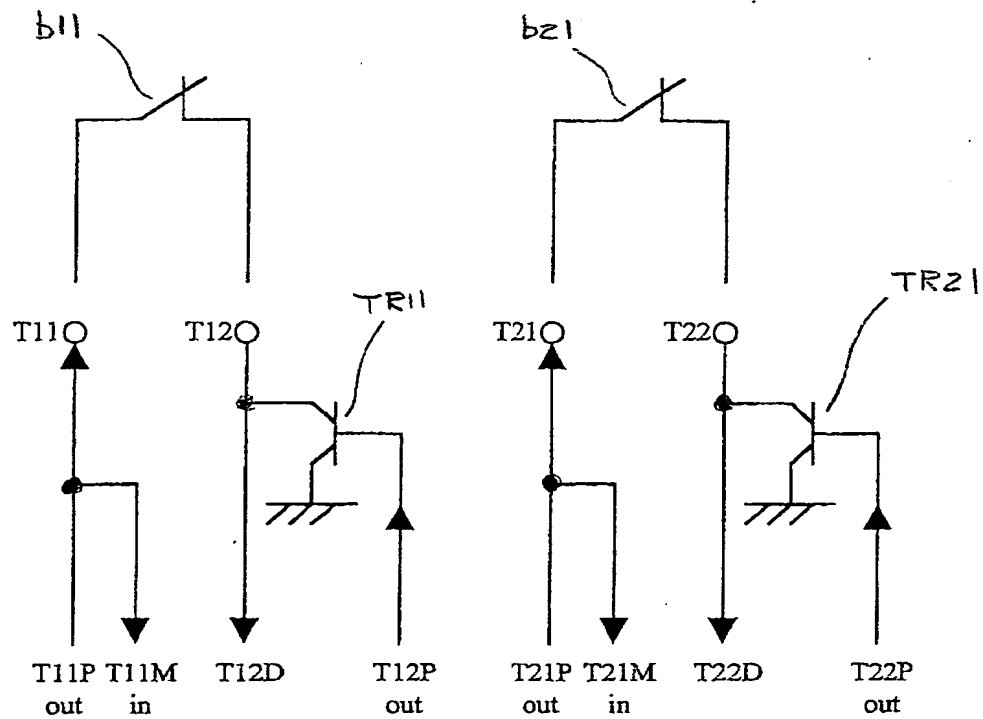 b11 b21
TR11 TR21
T11 T12 T21 T22
T11P T11M T12D T12P T21P T21M T22D T22P
out in out out in out